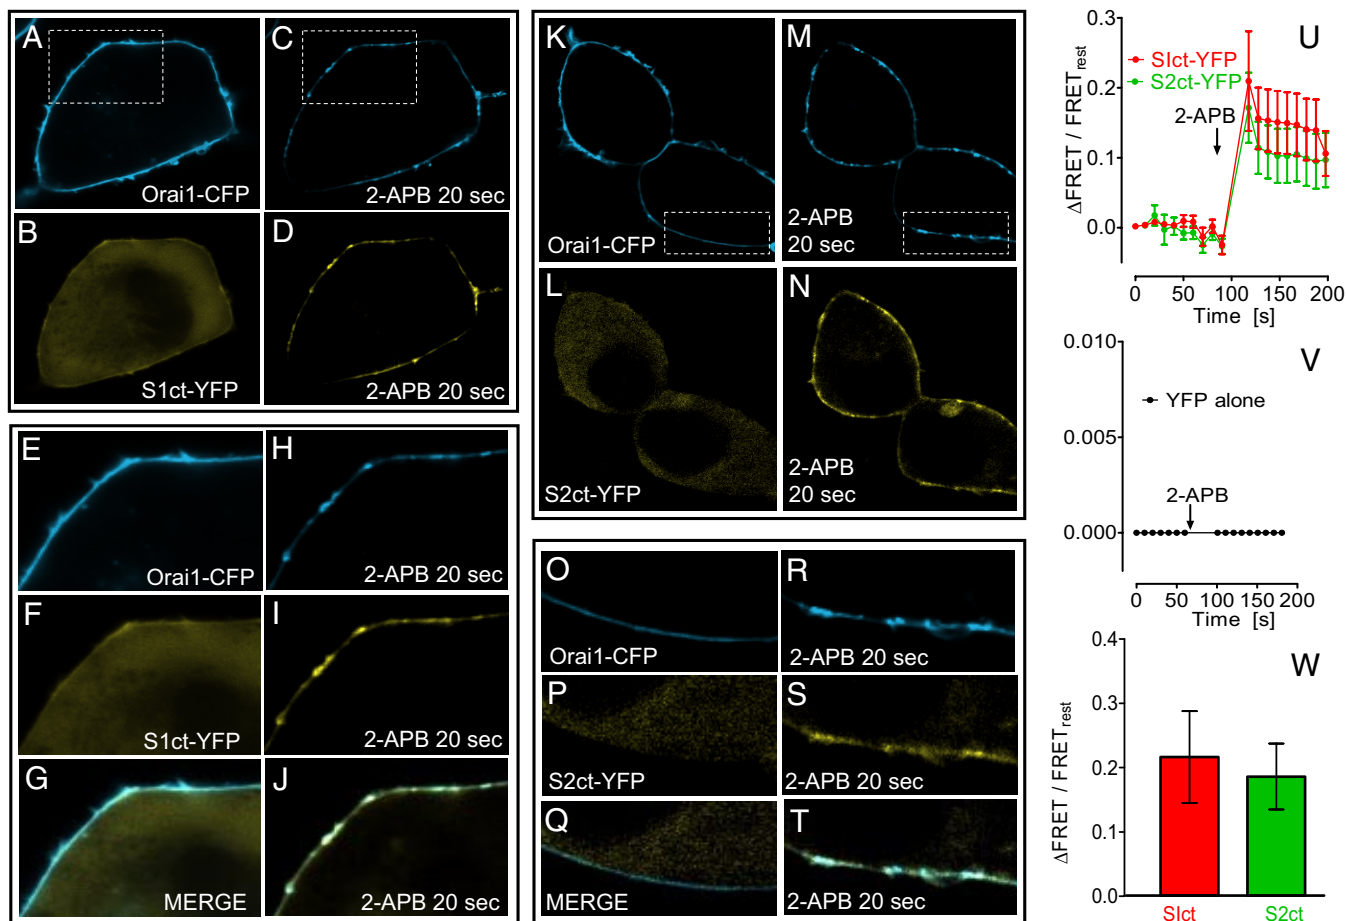 A
Orai1-CFP
C
2-APB 20 sec
B
S1ct-YFP
D
2-APB 20 sec
E
Orai1-CFP
H
2-APB 20 sec
F
S1ct-YFP
I
2-APB 20 sec
G
MERGE
J
2-APB 20 sec
K
Orai1-CFP
M
2-APB
20 sec
L
S2ct-YFP
N
2-APB
20 sec
O
Orai1-CFP
R
2-APB 20 sec
P
S2ct-YFP
S
2-APB 20 sec
Q
MERGE
T
2-APB 20 sec
U
ΔFRET / FRETrest
0.3
0.2
0.1
0.0
SIct-YFP
S2ct-YFP
2-APB
0 50 100 150 200
Time [s]
V
0.010
0.005
0.000
YFP alone
2-APB
0 50 100 150 200
Time [s]
W
ΔFRET / FRETrest
0.4
0.3
0.2
0.1
0.0
SIct
S2ct